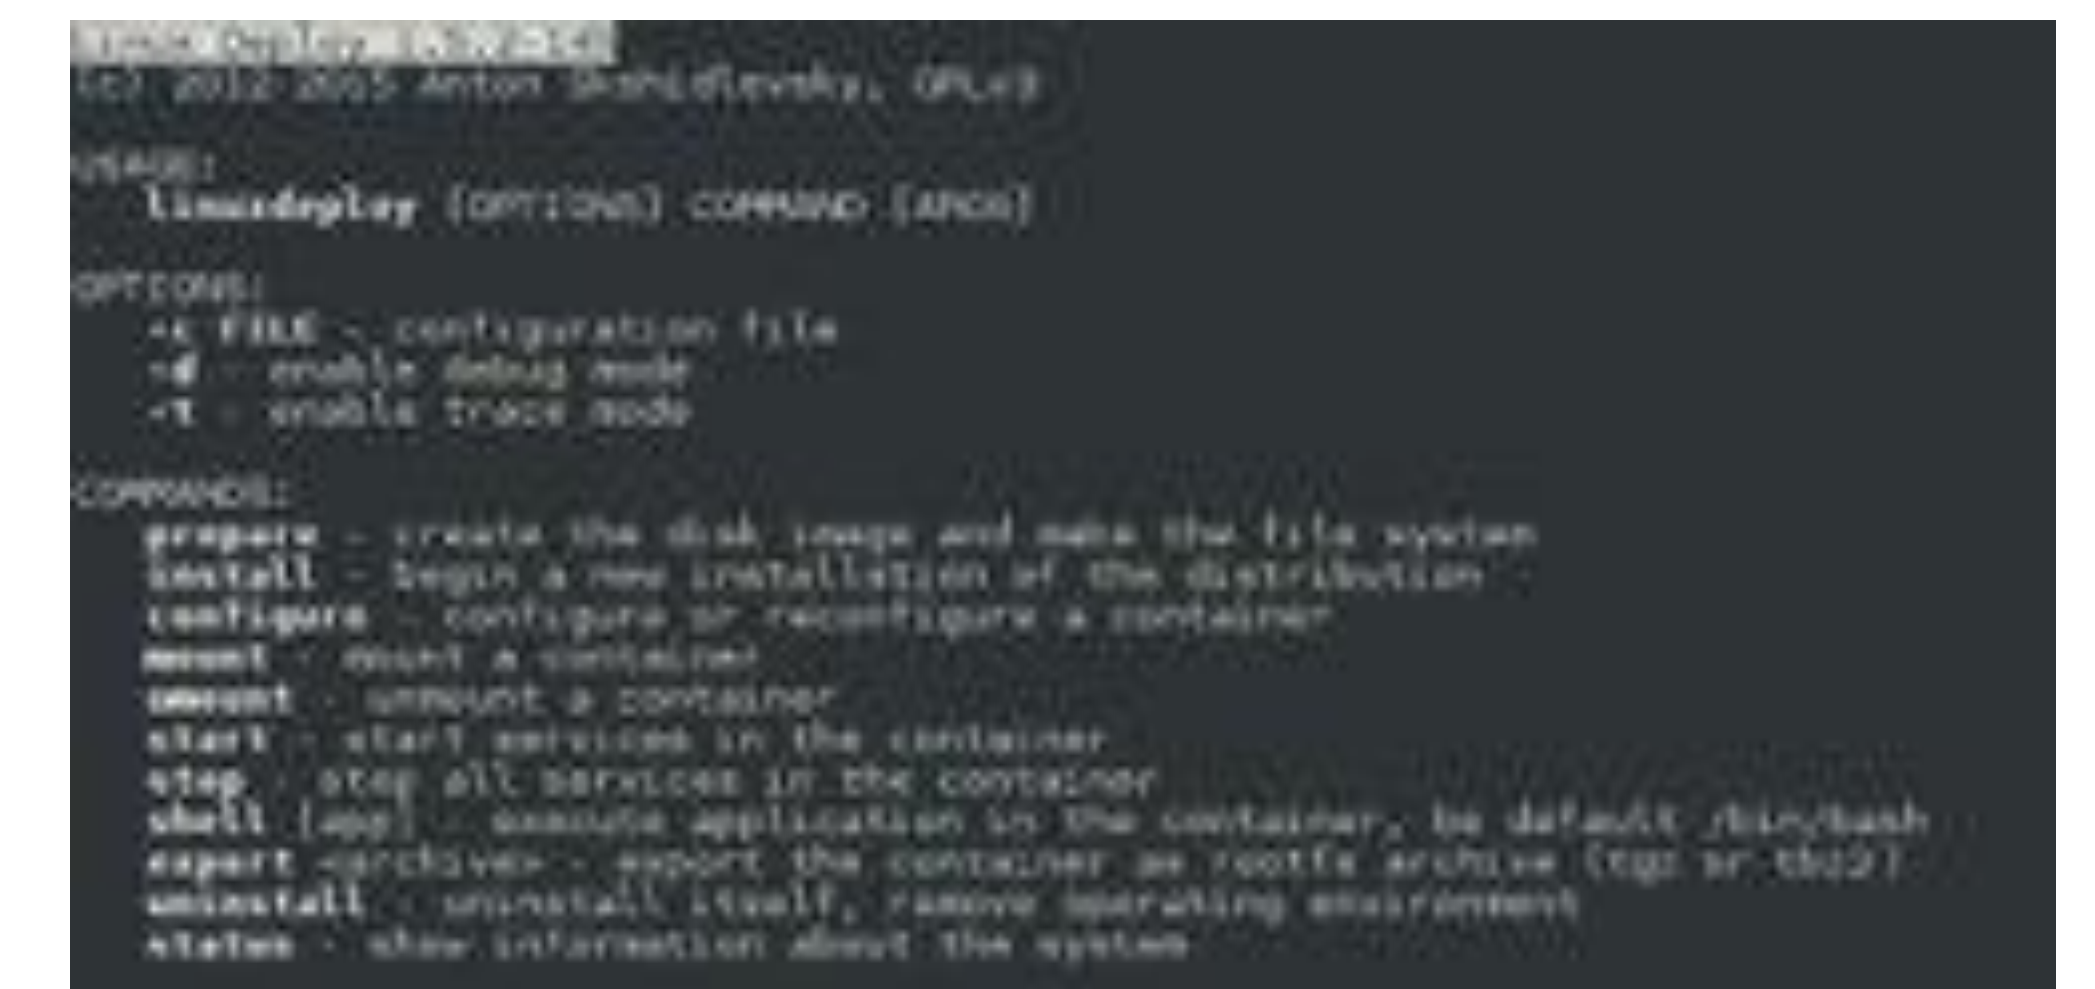 Linux Deploy
(c) 2012-2015 Anton Skshidlevsky, GPLv3
USAGE:
linuxdeploy [OPTIONS] COMMAND [ARGS]
OPTIONS:
-c FILE - configuration file
-d - enable debug mode
-t - enable trace mode
COMMANDS:
prepare - create the disk image and make the file system
install - begin a new installation of the distribution
configure - configure or reconfigure a container
mount - mount a container
umount - unmount a container
start - start services in the container
stop - stop all services in the container
shell [app] - execute application in the container, be default /bin/bash
export <archive> - export the container as rootfs archive (tgz or tbz2)
uninstall - uninstall itself, remove operating environment
status - show information about the system